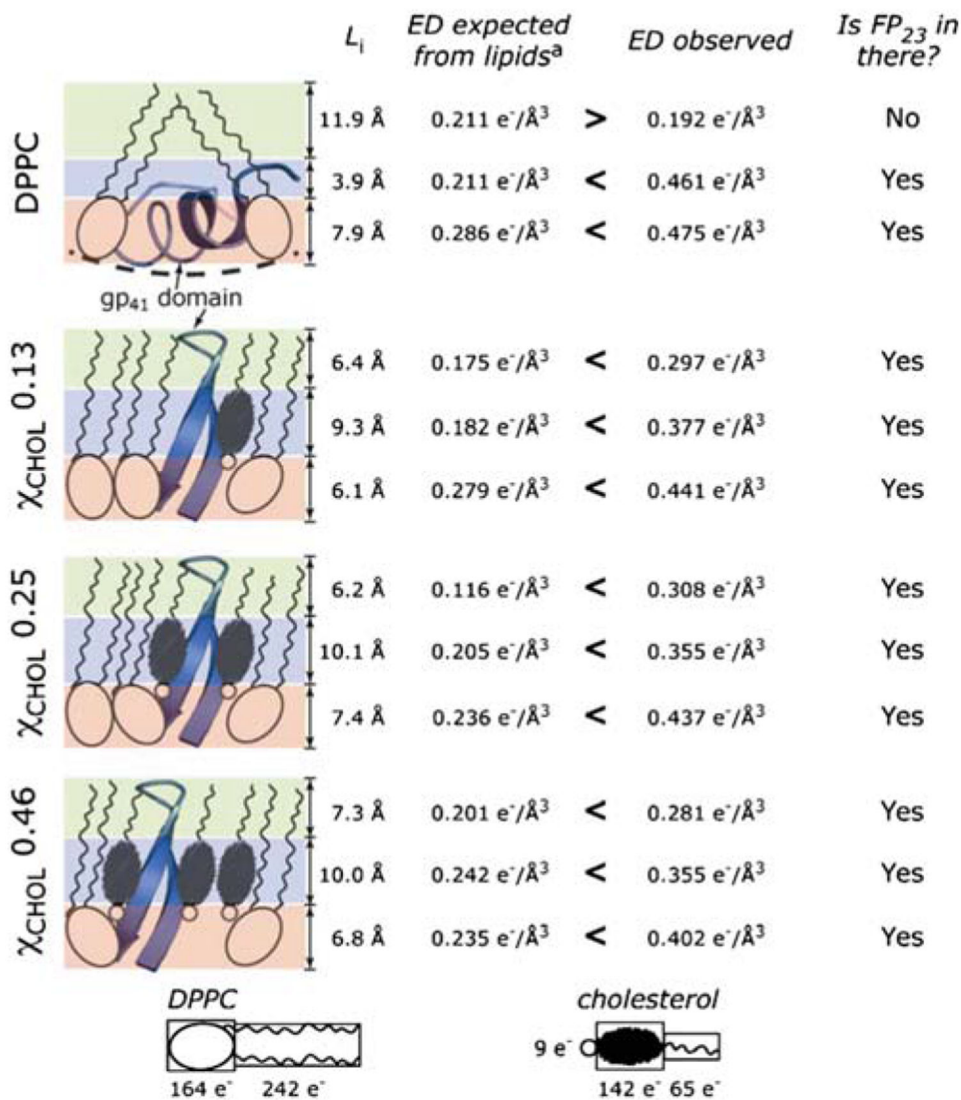 Lᵢ ED expected from lipidsᵃ ED observed Is FP₂₃ in there?
DPPC
11.9 Å 0.211 e⁻/Å³ > 0.192 e⁻/Å³ No
3.9 Å 0.211 e⁻/Å³ < 0.461 e⁻/Å³ Yes
7.9 Å 0.286 e⁻/Å³ < 0.475 e⁻/Å³ Yes
gp₄₁ domain
χCHOL 0.13
6.4 Å 0.175 e⁻/Å³ < 0.297 e⁻/Å³ Yes
9.3 Å 0.182 e⁻/Å³ < 0.377 e⁻/Å³ Yes
6.1 Å 0.279 e⁻/Å³ < 0.441 e⁻/Å³ Yes
χCHOL 0.25
6.2 Å 0.116 e⁻/Å³ < 0.308 e⁻/Å³ Yes
10.1 Å 0.205 e⁻/Å³ < 0.355 e⁻/Å³ Yes
7.4 Å 0.236 e⁻/Å³ < 0.437 e⁻/Å³ Yes
χCHOL 0.46
7.3 Å 0.201 e⁻/Å³ < 0.281 e⁻/Å³ Yes
10.0 Å 0.242 e⁻/Å³ < 0.355 e⁻/Å³ Yes
6.8 Å 0.235 e⁻/Å³ < 0.402 e⁻/Å³ Yes
DPPC
164 e⁻ 242 e⁻
cholesterol
9 e⁻
142 e⁻ 65 e⁻